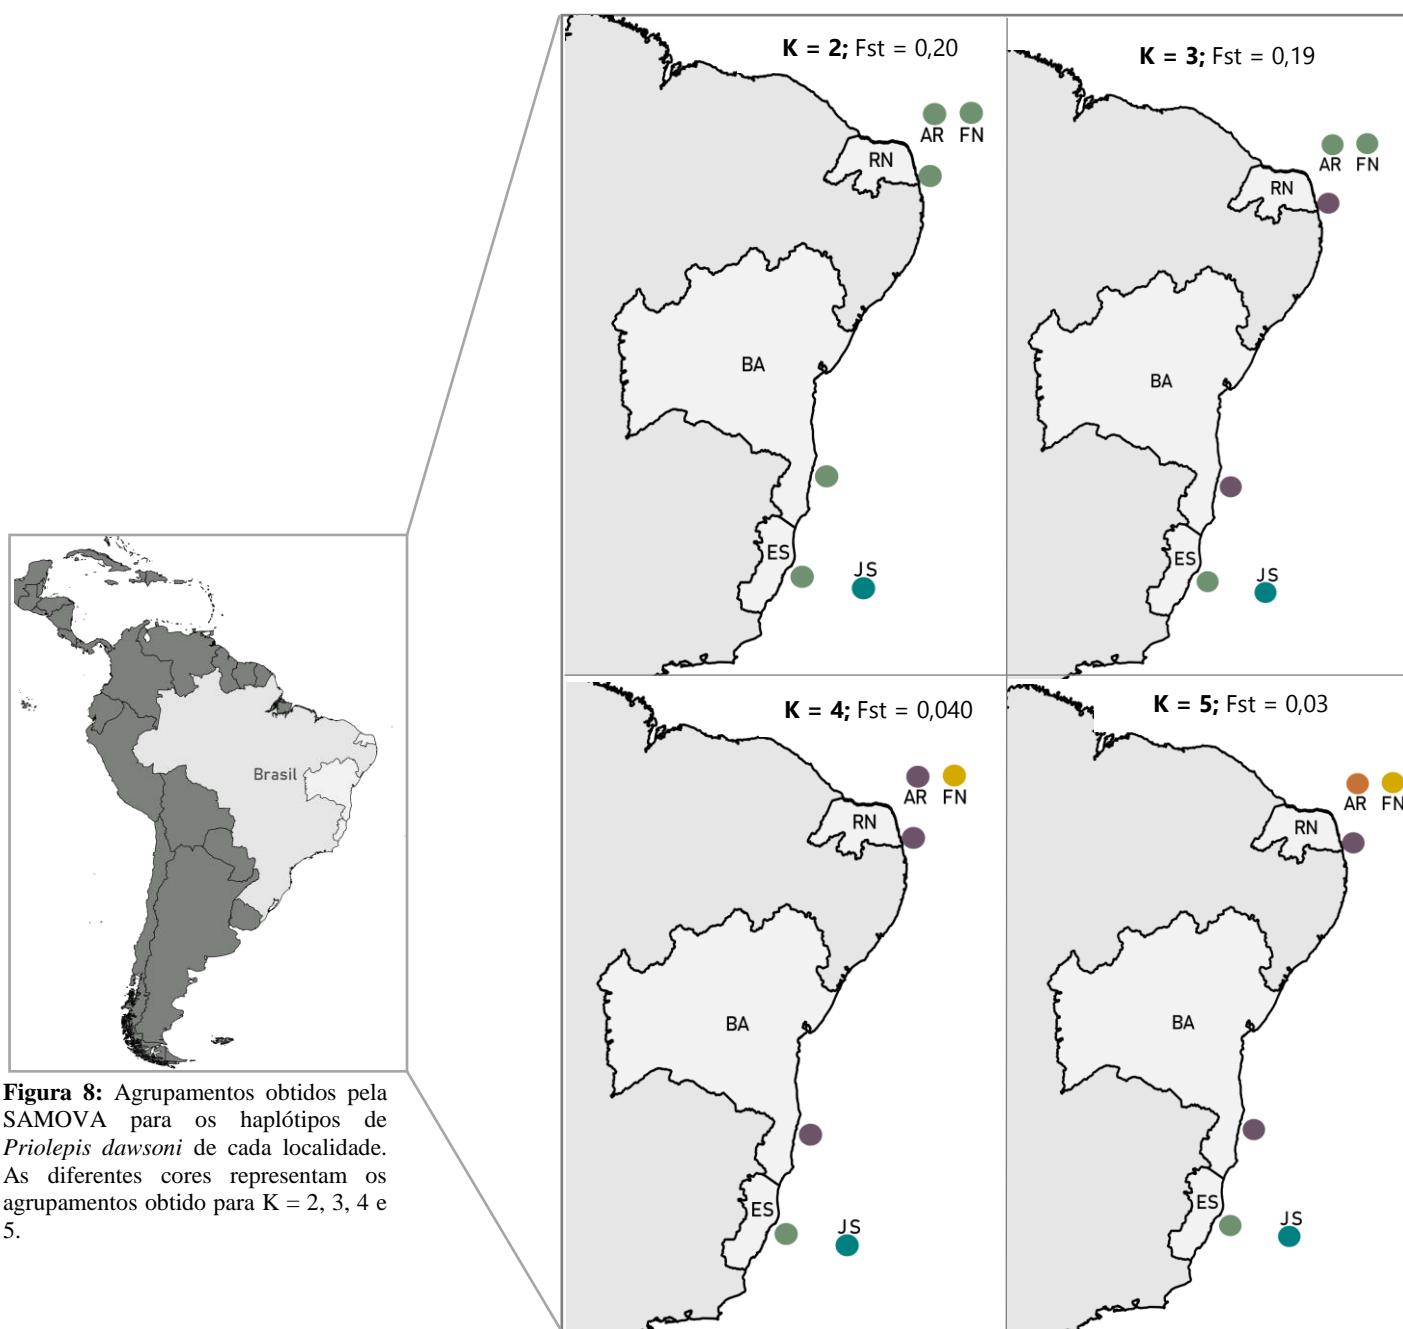 K = 2; Fst = 0,20
AR FN
RN
BA
ES
JS
K = 3; Fst = 0,19
AR FN
RN
BA
ES
JS
K = 4; Fst = 0,040
AR FN
RN
BA
ES
JS
K = 5; Fst = 0,03
AR FN
RN
BA
ES
JS
Brasil
Figura 8: Agrupamentos obtidos pela
SAMOVA para os haplótipos de
Priolepis dawsoni de cada localidade.
As diferentes cores representam os
agrupamentos obtido para K = 2, 3, 4 e
5.